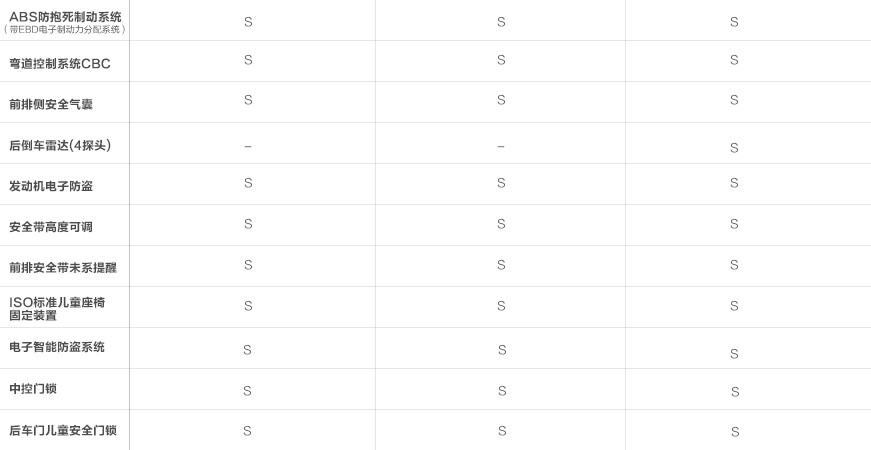 ABS防抱死制动系统 S S S
(带EBD电子制动力分配系统)
弯道控制系统CBC S S S
前排侧安全气囊 S S S
后倒车雷达(4探头) – – S
发动机电子防盗 S S S
安全带高度可调 S S S
前排安全带未系提醒 S S S
ISO标准儿童座椅 S S S
固定装置
电子智能防盗系统 S S S
中控门锁 S S S
后车门儿童安全门锁 S S S